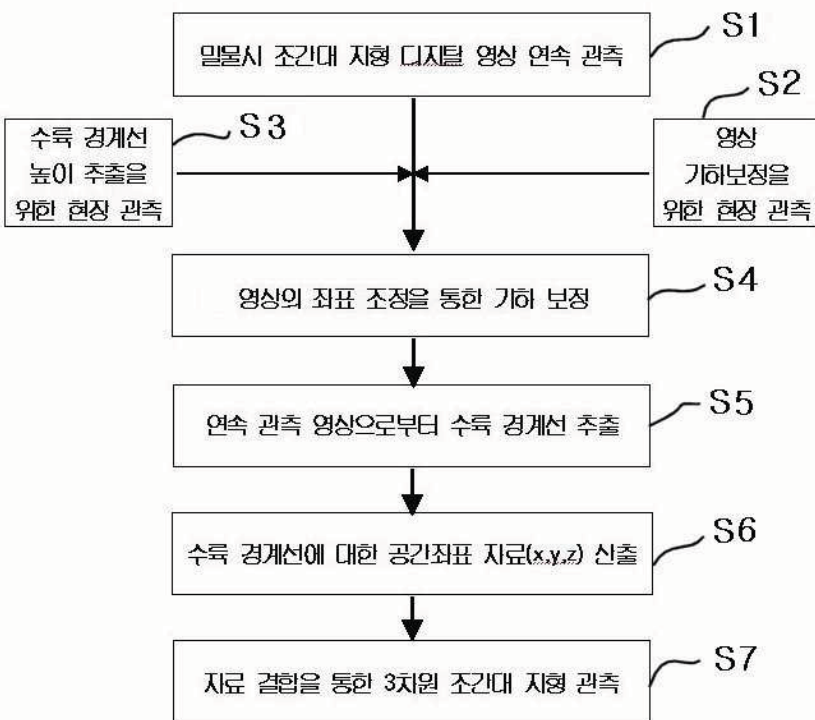 밀물시 조간대 지형 디지탈 영상 연속 관측
S1
수륙 경계선
높이 추출을
위한 현장 관측
S3
영상
기하보정을
위한 현장 관측
S2
영상의 좌표 조정을 통한 기하 보정
S4
연속 관측 영상으로부터 수륙 경계선 추출
S5
수륙 경계선에 대한 공간좌표 자료(x,y,z) 산출
S6
자료 결합을 통한 3차원 조간대 지형 관측
S7